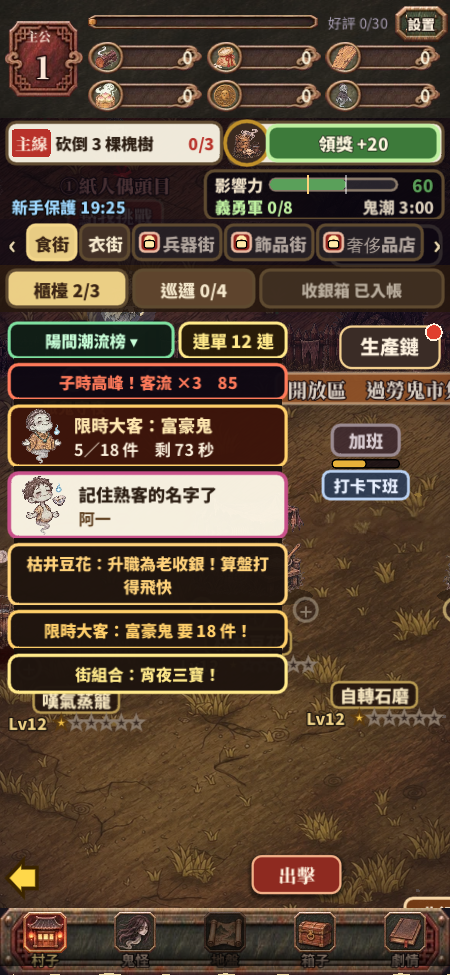 主公
1
好評 0/30
設置
0
0
0
0
0
0
主線 砍倒 3 棵槐樹 0/3
領獎 +20
紙人偶頭目
新手保護 19:25
影響力 60
義勇軍 0/8 鬼潮 3:00
‹ 食街 衣街 兵器街 飾品街 奢侈品店 ›
櫃檯 2/3 巡邏 0/4 收銀箱 已入帳
陽間潮流榜 ▾ 連單 12 連
生產鏈
子時高峰！客流 ×3 85
開放區 過勞鬼市
限時大客：富豪鬼
5／18 件 剩 73 秒
加班
打卡下班
記住熟客的名字了
阿一
枯井豆花：升職為老收銀！算盤打
得飛快
限時大客：富豪鬼 要 18 件！
街組合：宵夜三寶！
嘆氣蒸籠
Lv12
自轉石磨
Lv12
出擊
村子 鬼怪 地盤 箱子 劇情